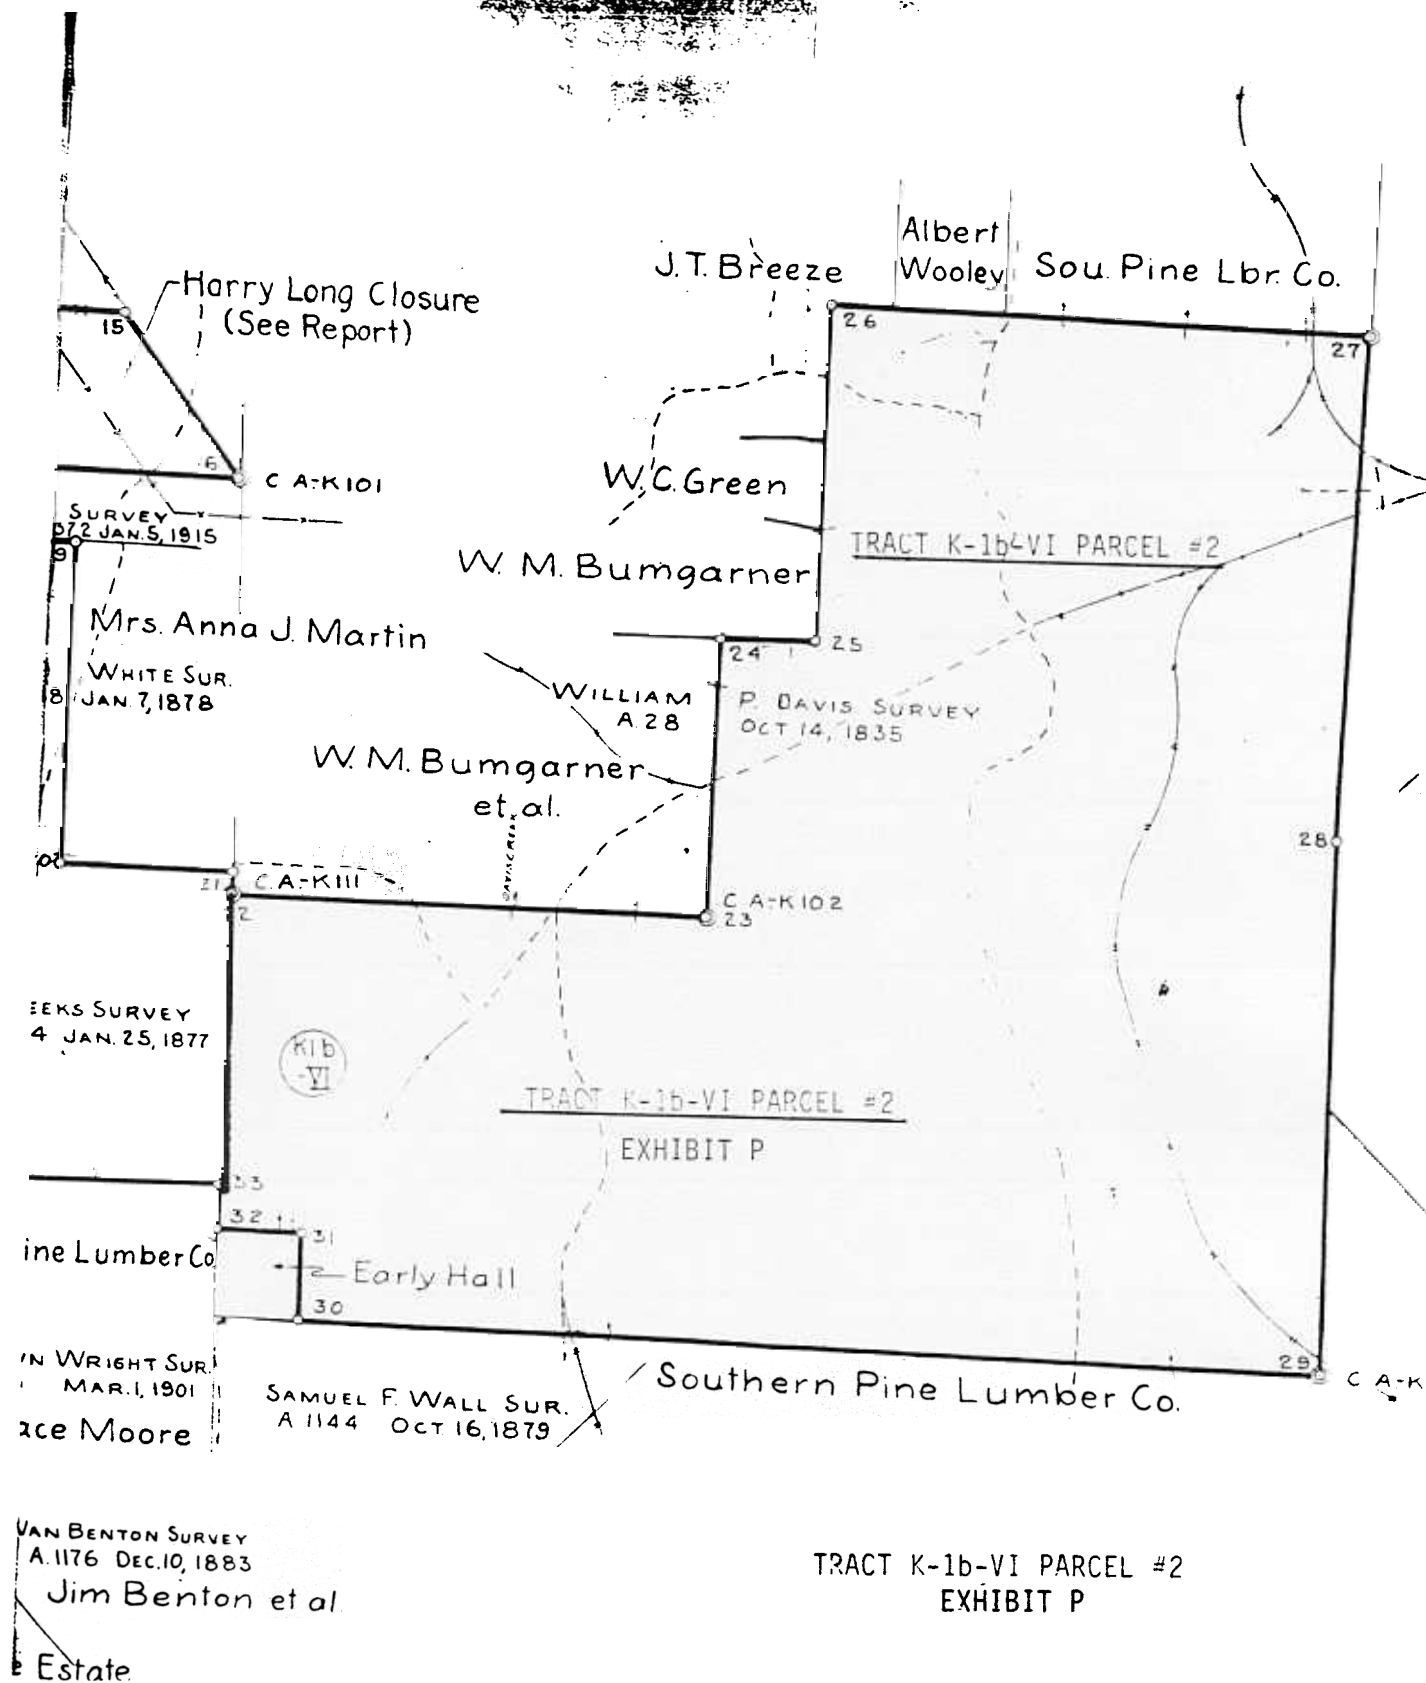 Albert
Wooley
J.T. Breeze
Sou. Pine Lbr. Co.
Harry Long Closure
(See Report)
15
26
27
6
C A-K101
W.C. Green
SURVEY
372 JAN. 5, 1915
9
TRACT K-1b-VI PARCEL #2
W. M. Bumgarner
Mrs. Anna J. Martin
24
25
WHITE SUR.
JAN. 7, 1878
8
WILLIAM
A. 28
P. DAVIS SURVEY
OCT 14, 1835
W. M. Bumgarner
et. al.
DAVIS CREEK
28
21
C. A-K111
2
C A-K102
23
EEKS SURVEY
4 JAN. 25, 1877
K1b
-VI
TRACT K-1b-VI PARCEL #2
EXHIBIT P
33
32
31
ine Lumber Co
Early Hall
30
29
C A-K
IN WRIGHT SUR.
MAR. 1, 1901
ace Moore
SAMUEL F. WALL SUR.
A 1144 OCT 16, 1879
Southern Pine Lumber Co.
VAN BENTON SURVEY
A. 1176 DEC. 10, 1883
Jim Benton et al.
Estate
TRACT K-1b-VI PARCEL #2
EXHIBIT P